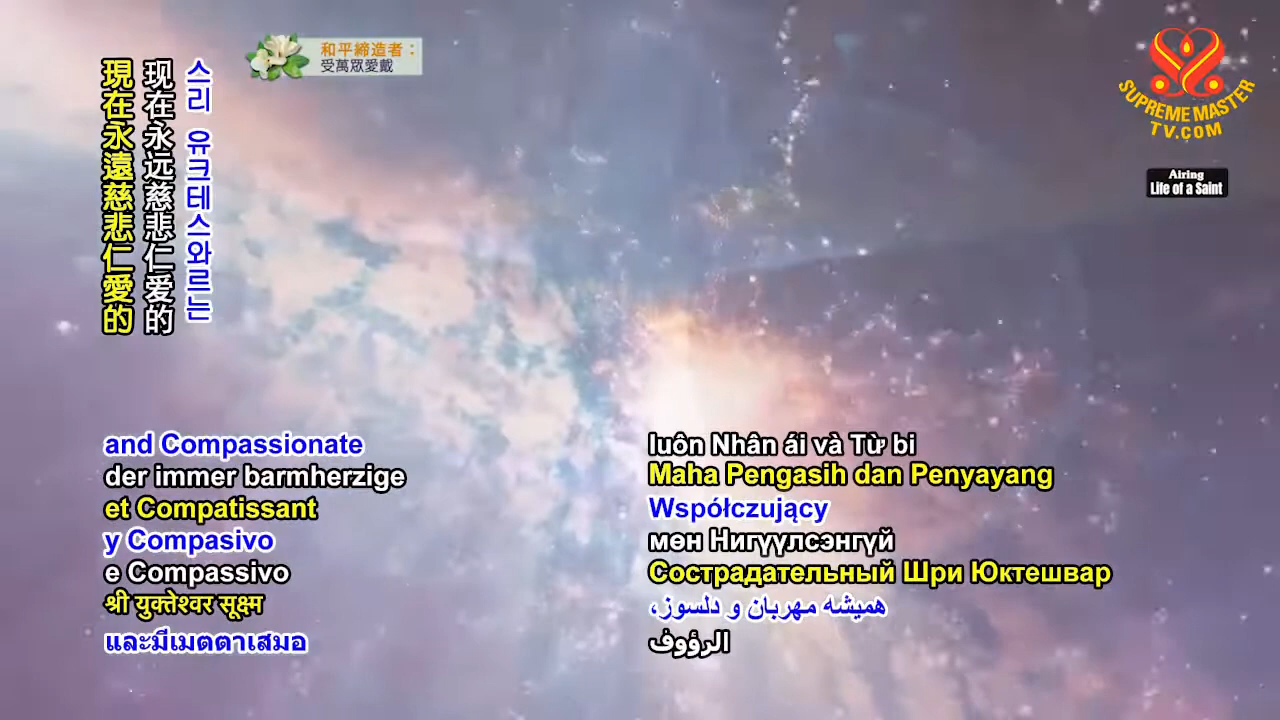 現在永遠慈悲仁愛的
现在永远慈悲仁爱的
스리 유크테스와르는
和平締造者：
受萬眾愛戴
SUPREME MASTER
TV.COM
Airing
Life of a Saint
and Compassionate
der immer barmherzige
et Compatissant
y Compasivo
e Compassivo
श्री युक्तेश्वर सूक्ष्म
และมีเมตตาเสมอ
luôn Nhân ái và Từ bi
Maha Pengasih dan Penyayang
Współczujący
мөн Нигүүлсэнгүй
Сострадательный Шри Юктешвар
همیشه مهربان و دلسوز،
الرؤوف